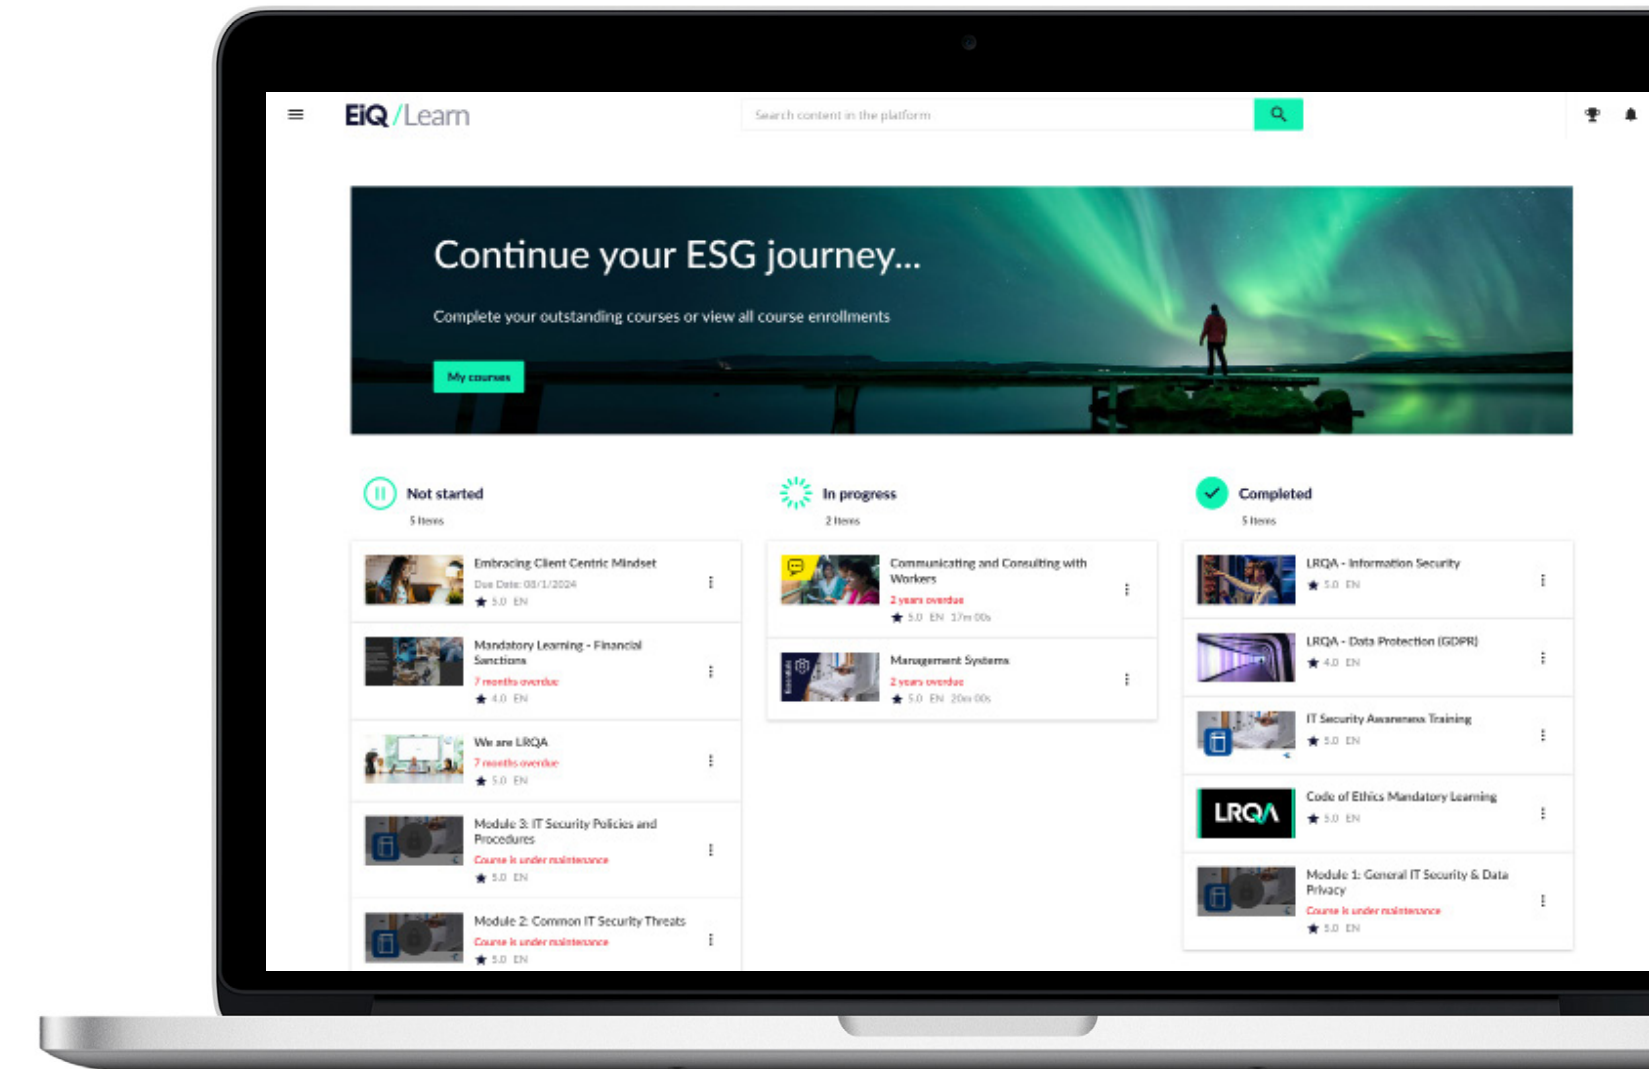 EiQ/Learn
Search content in the platform
Continue your ESG journey...
Complete your outstanding courses or view all course enrollments
My courses
Not started
5 Items
Embracing Client Centric Mindset
Due Date: 08/1/2024
5.0 EN
Mandatory Learning - Financial
Sanctions
7 months overdue
4.0 EN
We are LRQA
7 months overdue
5.0 EN
Module 3: IT Security Policies and
Procedures
Course is under maintenance
5.0 EN
Module 2: Common IT Security Threats
Course is under maintenance
5.0 EN
In progress
2 Items
Communicating and Consulting with
Workers
2 years overdue
5.0 EN 17m 00s
Essentials
Management Systems
2 years overdue
5.0 EN 20m 00s
Completed
5 Items
LRQA - Information Security
5.0 EN
LRQA - Data Protection (GDPR)
4.0 EN
IT Security Awareness Training
5.0 EN
LRQA
Code of Ethics Mandatory Learning
5.0 EN
Module 1: General IT Security & Data
Privacy
Course is under maintenance
5.0 EN